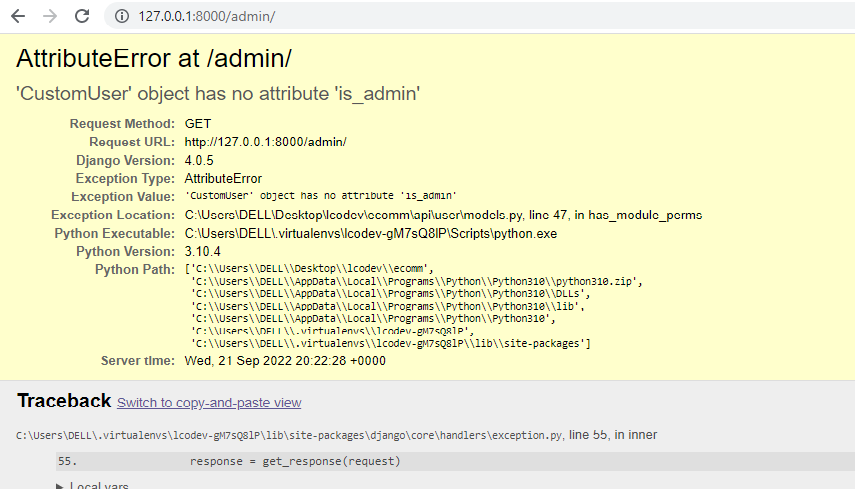 127.0.0.1:8000/admin/
AttributeError at /admin/
'CustomUser' object has no attribute 'is_admin'
Request Method: GET
Request URL: http://127.0.0.1:8000/admin/
Django Version: 4.0.5
Exception Type: AttributeError
Exception Value: 'CustomUser' object has no attribute 'is_admin'
Exception Location: C:\Users\DELL\Desktop\lcodev\ecomm\api\user\models.py, line 47, in has_module_perms
Python Executable: C:\Users\DELL\.virtualenvs\lcodev-gM7sQ8lP\Scripts\python.exe
Python Version: 3.10.4
Python Path: ['C:\\Users\\DELL\\Desktop\\lcodev\\ecomm',
'C:\\Users\\DELL\\AppData\\Local\\Programs\\Python\\Python310\\python310.zip',
'C:\\Users\\DELL\\AppData\\Local\\Programs\\Python\\Python310\\DLLs',
'C:\\Users\\DELL\\AppData\\Local\\Programs\\Python\\Python310\\lib',
'C:\\Users\\DELL\\AppData\\Local\\Programs\\Python\\Python310',
'C:\\Users\\DELL\\.virtualenvs\\lcodev-gM7sQ8lP',
'C:\\Users\\DELL\\.virtualenvs\\lcodev-gM7sQ8lP\\lib\\site-packages']
Server time: Wed, 21 Sep 2022 20:22:28 +0000
Traceback Switch to copy-and-paste view
C:\Users\DELL\.virtualenvs\lcodev-gM7sQ8lP\lib\site-packages\django\core\handlers\exception.py, line 55, in inner
55. response = get_response(request)
▶ Local vars